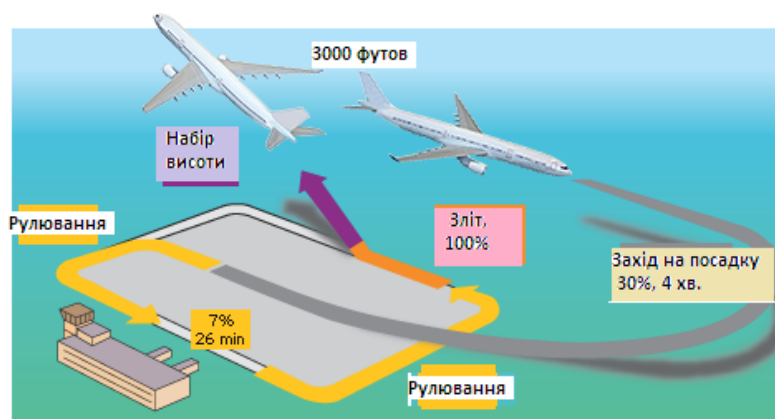 3000 футов
Набір
висоти
Рулювання
Зліт,
100%
Захід на посадку
30%, 4 хв.
7%
26 min
Рулювання